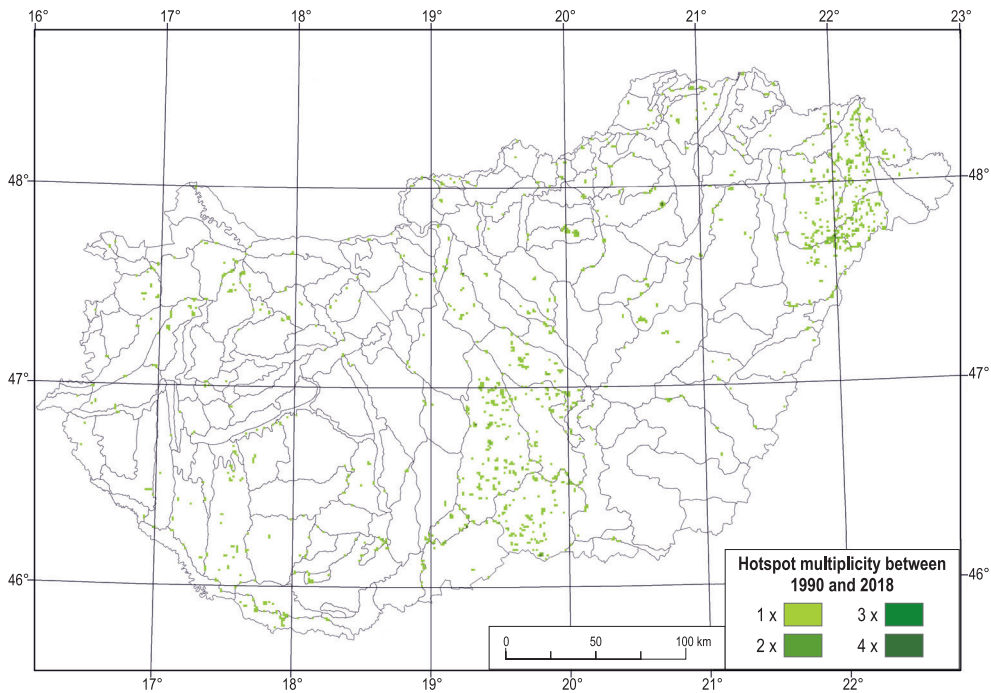 16° 17° 18° 19° 20° 21° 22° 23°
48° 48°
47° 47°
46° 46°
Hotspot multiplicity between
1990 and 2018
1 x 3 x
2 x 4 x
0 50 100 km
17° 18° 19° 20° 21° 22°